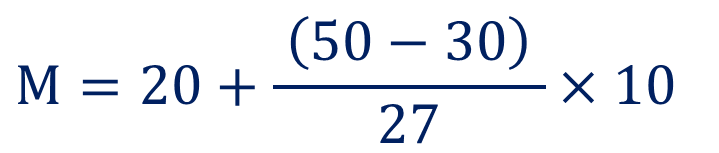 M = 20 + (50 − 30) / 27 × 10